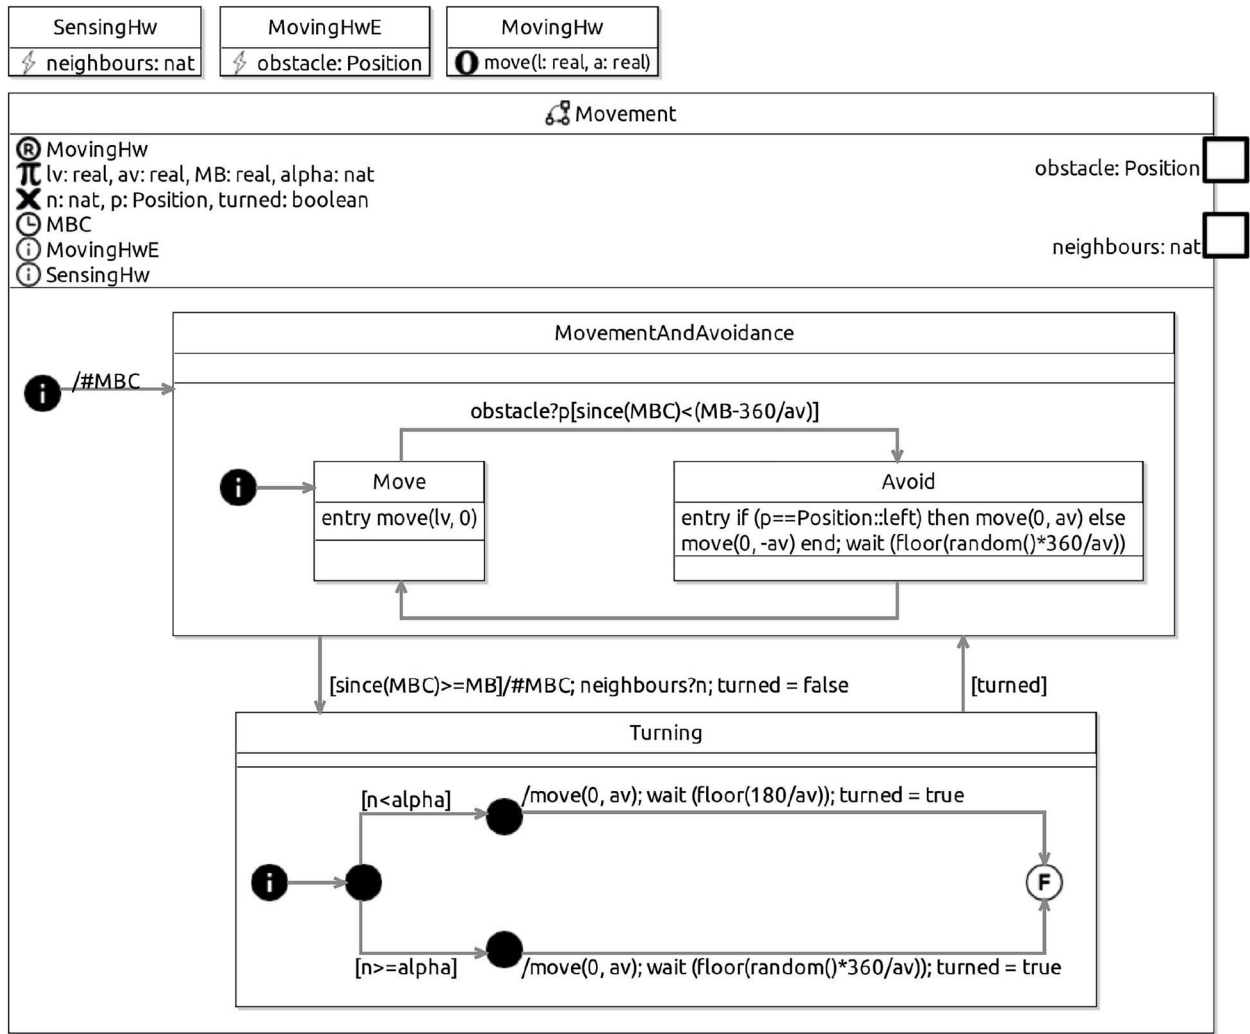 SensingHw
neighbours: nat
MovingHwE
obstacle: Position
MovingHw
O move(l: real, a: real)
i Movement
R MovingHw
π lv: real, av: real, MB: real, alpha: nat
X n: nat, p: Position, turned: boolean
MBC
i MovingHwE
i SensingHw
obstacle: Position
neighbours: nat
MovementAndAvoidance
i
/#MBC
obstacle?p[since(MBC)<(MB-360/av)]
i
Move
entry move(lv, 0)
Avoid
entry if (p==Position::left) then move(0, av) else
move(0, -av) end; wait (floor(random()*360/av))
[since(MBC)>=MB]/#MBC; neighbours?n; turned = false
[turned]
Turning
[n<alpha]
/move(0, av); wait (floor(180/av)); turned = true
i
F
[n>=alpha]
/move(0, av); wait (floor(random()*360/av)); turned = true